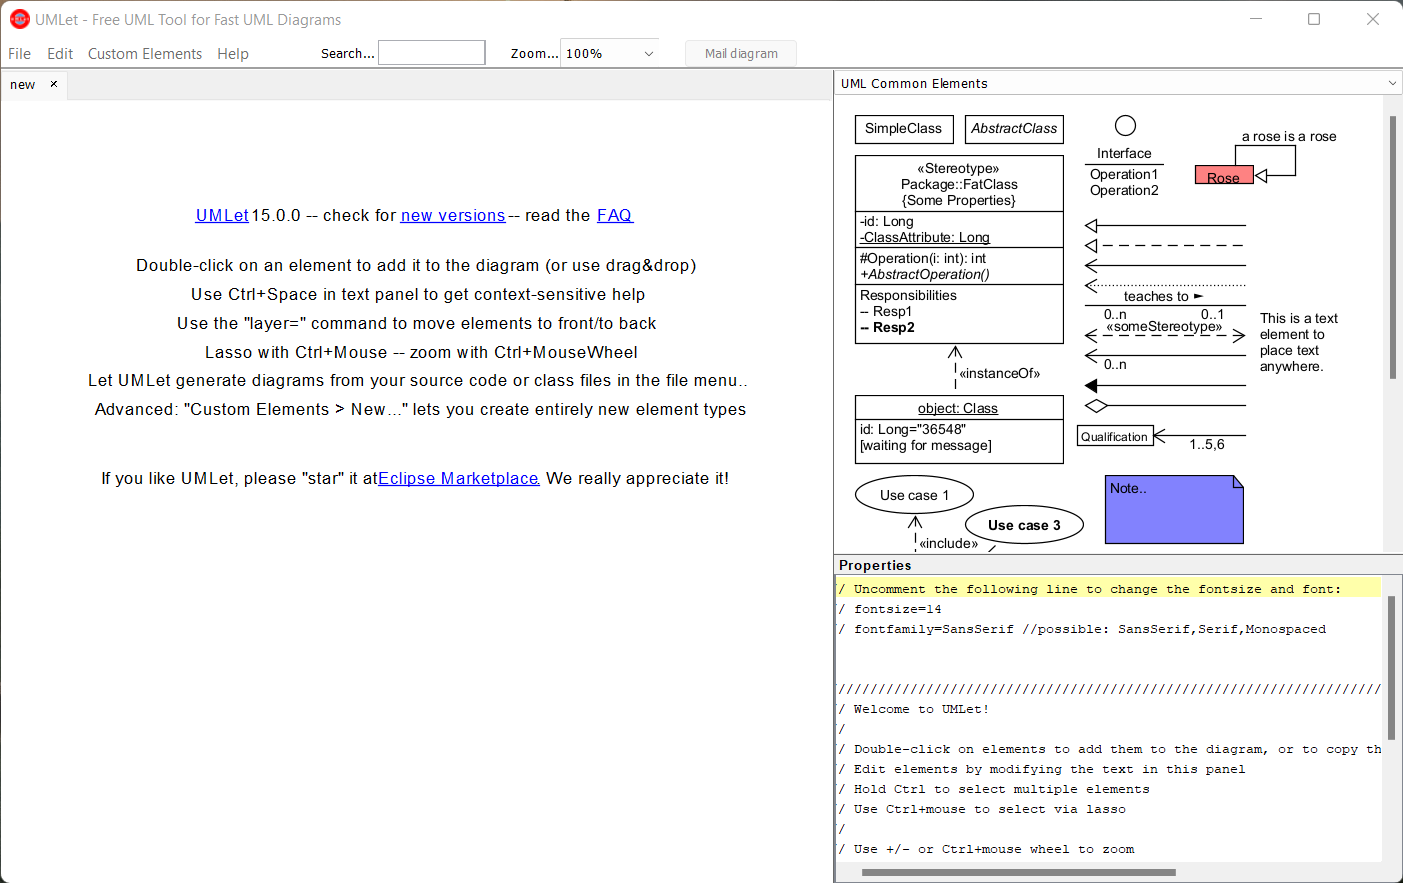 UMLet - Free UML Tool for Fast UML Diagrams
File Edit Custom Elements Help Search... Zoom... 100% Mail diagram
new
UMLet 15.0.0 -- check for new versions -- read the FAQ
Double-click on an element to add it to the diagram (or use drag&drop)
Use Ctrl+Space in text panel to get context-sensitive help
Use the "layer=" command to move elements to front/to back
Lasso with Ctrl+Mouse -- zoom with Ctrl+MouseWheel
Let UMLet generate diagrams from your source code or class files in the file menu..
Advanced: "Custom Elements > New..." lets you create entirely new element types
If you like UMLet, please "star" it at Eclipse Marketplace. We really appreciate it!
UML Common Elements
SimpleClass
AbstractClass
«Stereotype»
Package::FatClass
{Some Properties}
-id: Long
-ClassAttribute: Long
#Operation(i: int): int
+AbstractOperation()
Responsibilities
-- Resp1
-- Resp2
«instanceOf»
object: Class
id: Long="36548"
[waiting for message]
Use case 1
«include»
Use case 3
Interface
Operation1
Operation2
a rose is a rose
Rose
teaches to ►
0..n 0..1
«someStereotype»
0..n
Qualification
1..5,6
This is a text
element to
place text
anywhere.
Note..
Properties
/ Uncomment the following line to change the fontsize and font:
/ fontsize=14
/ fontfamily=SansSerif //possible: SansSerif,Serif,Monospaced
////////////////////////////////////////////////////////////////////
/ Welcome to UMLet!
/
/ Double-click on elements to add them to the diagram, or to copy th
/ Edit elements by modifying the text in this panel
/ Hold Ctrl to select multiple elements
/ Use Ctrl+mouse to select via lasso
/
/ Use +/- or Ctrl+mouse wheel to zoom